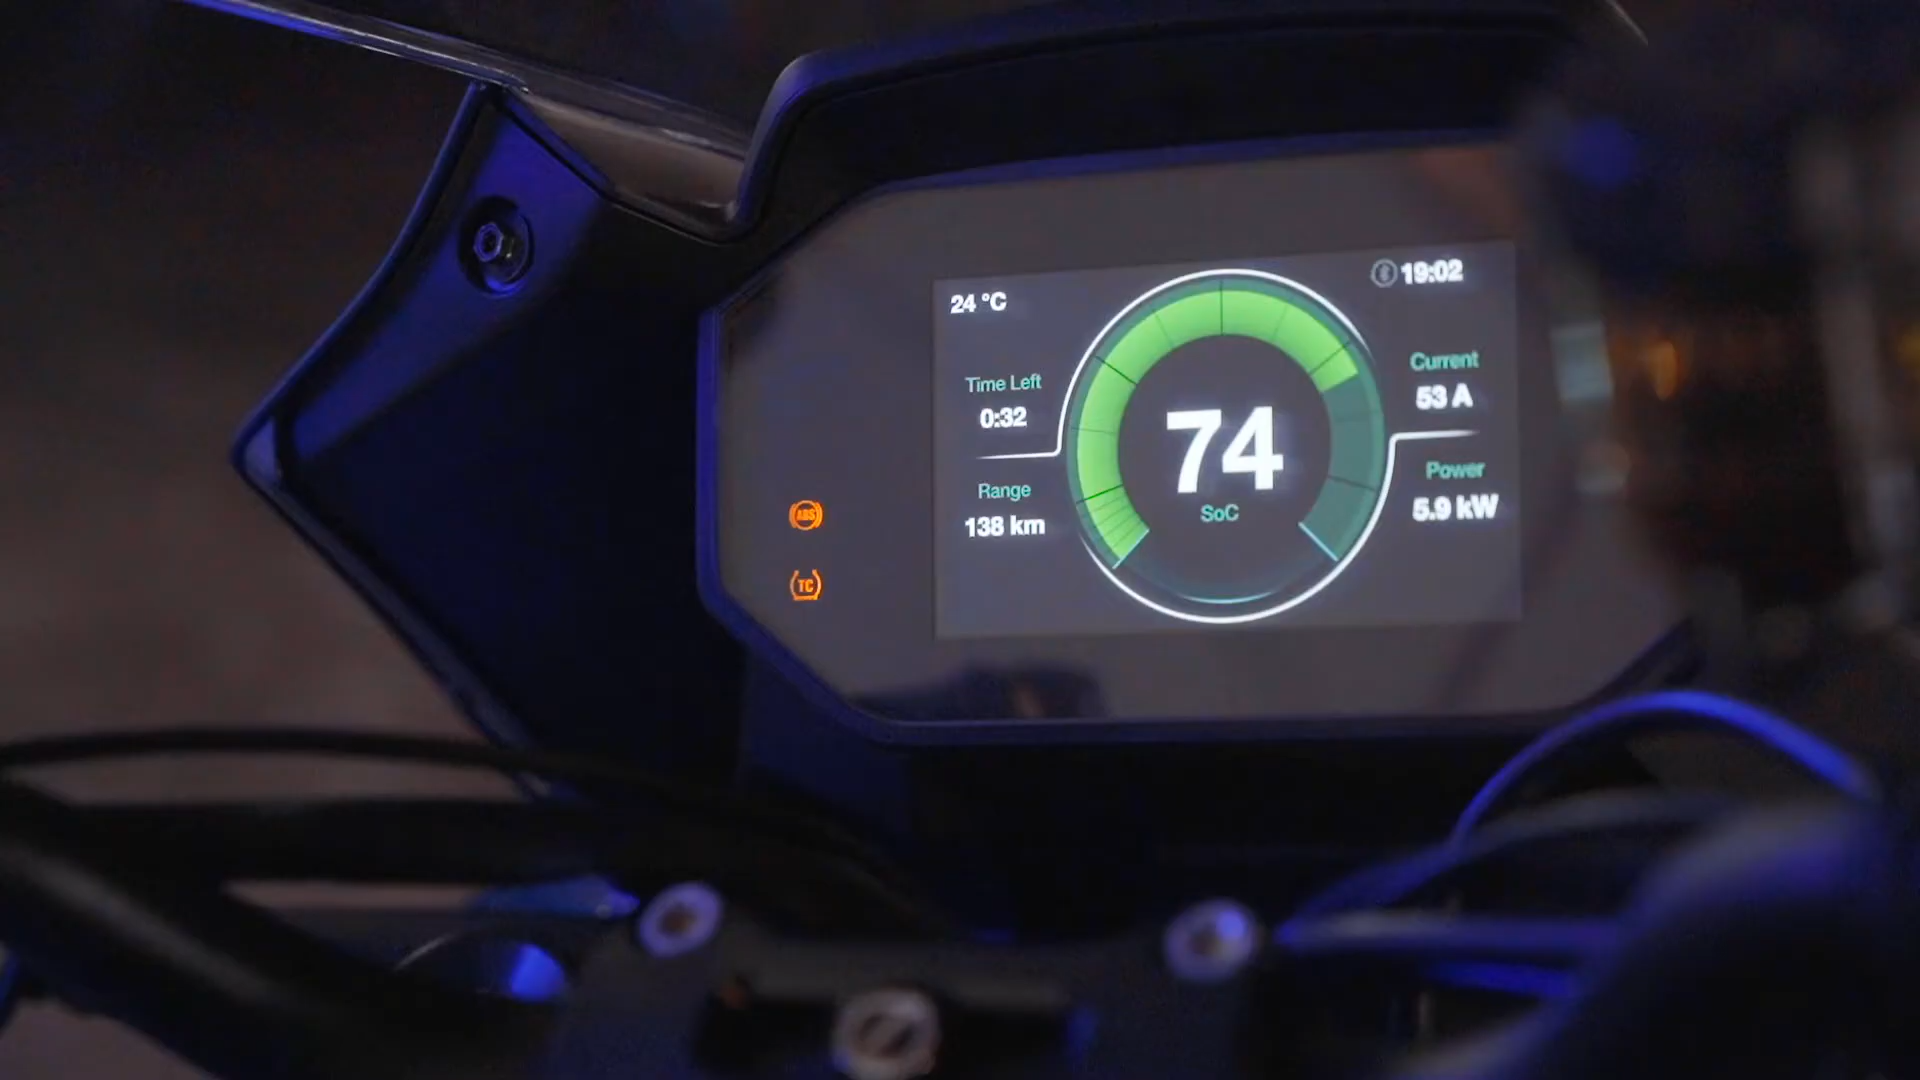 24 °C
19:02
Time Left
0:32
Range
138 km
74
SoC
Current
53 A
Power
5.9 kW
ABS
TC